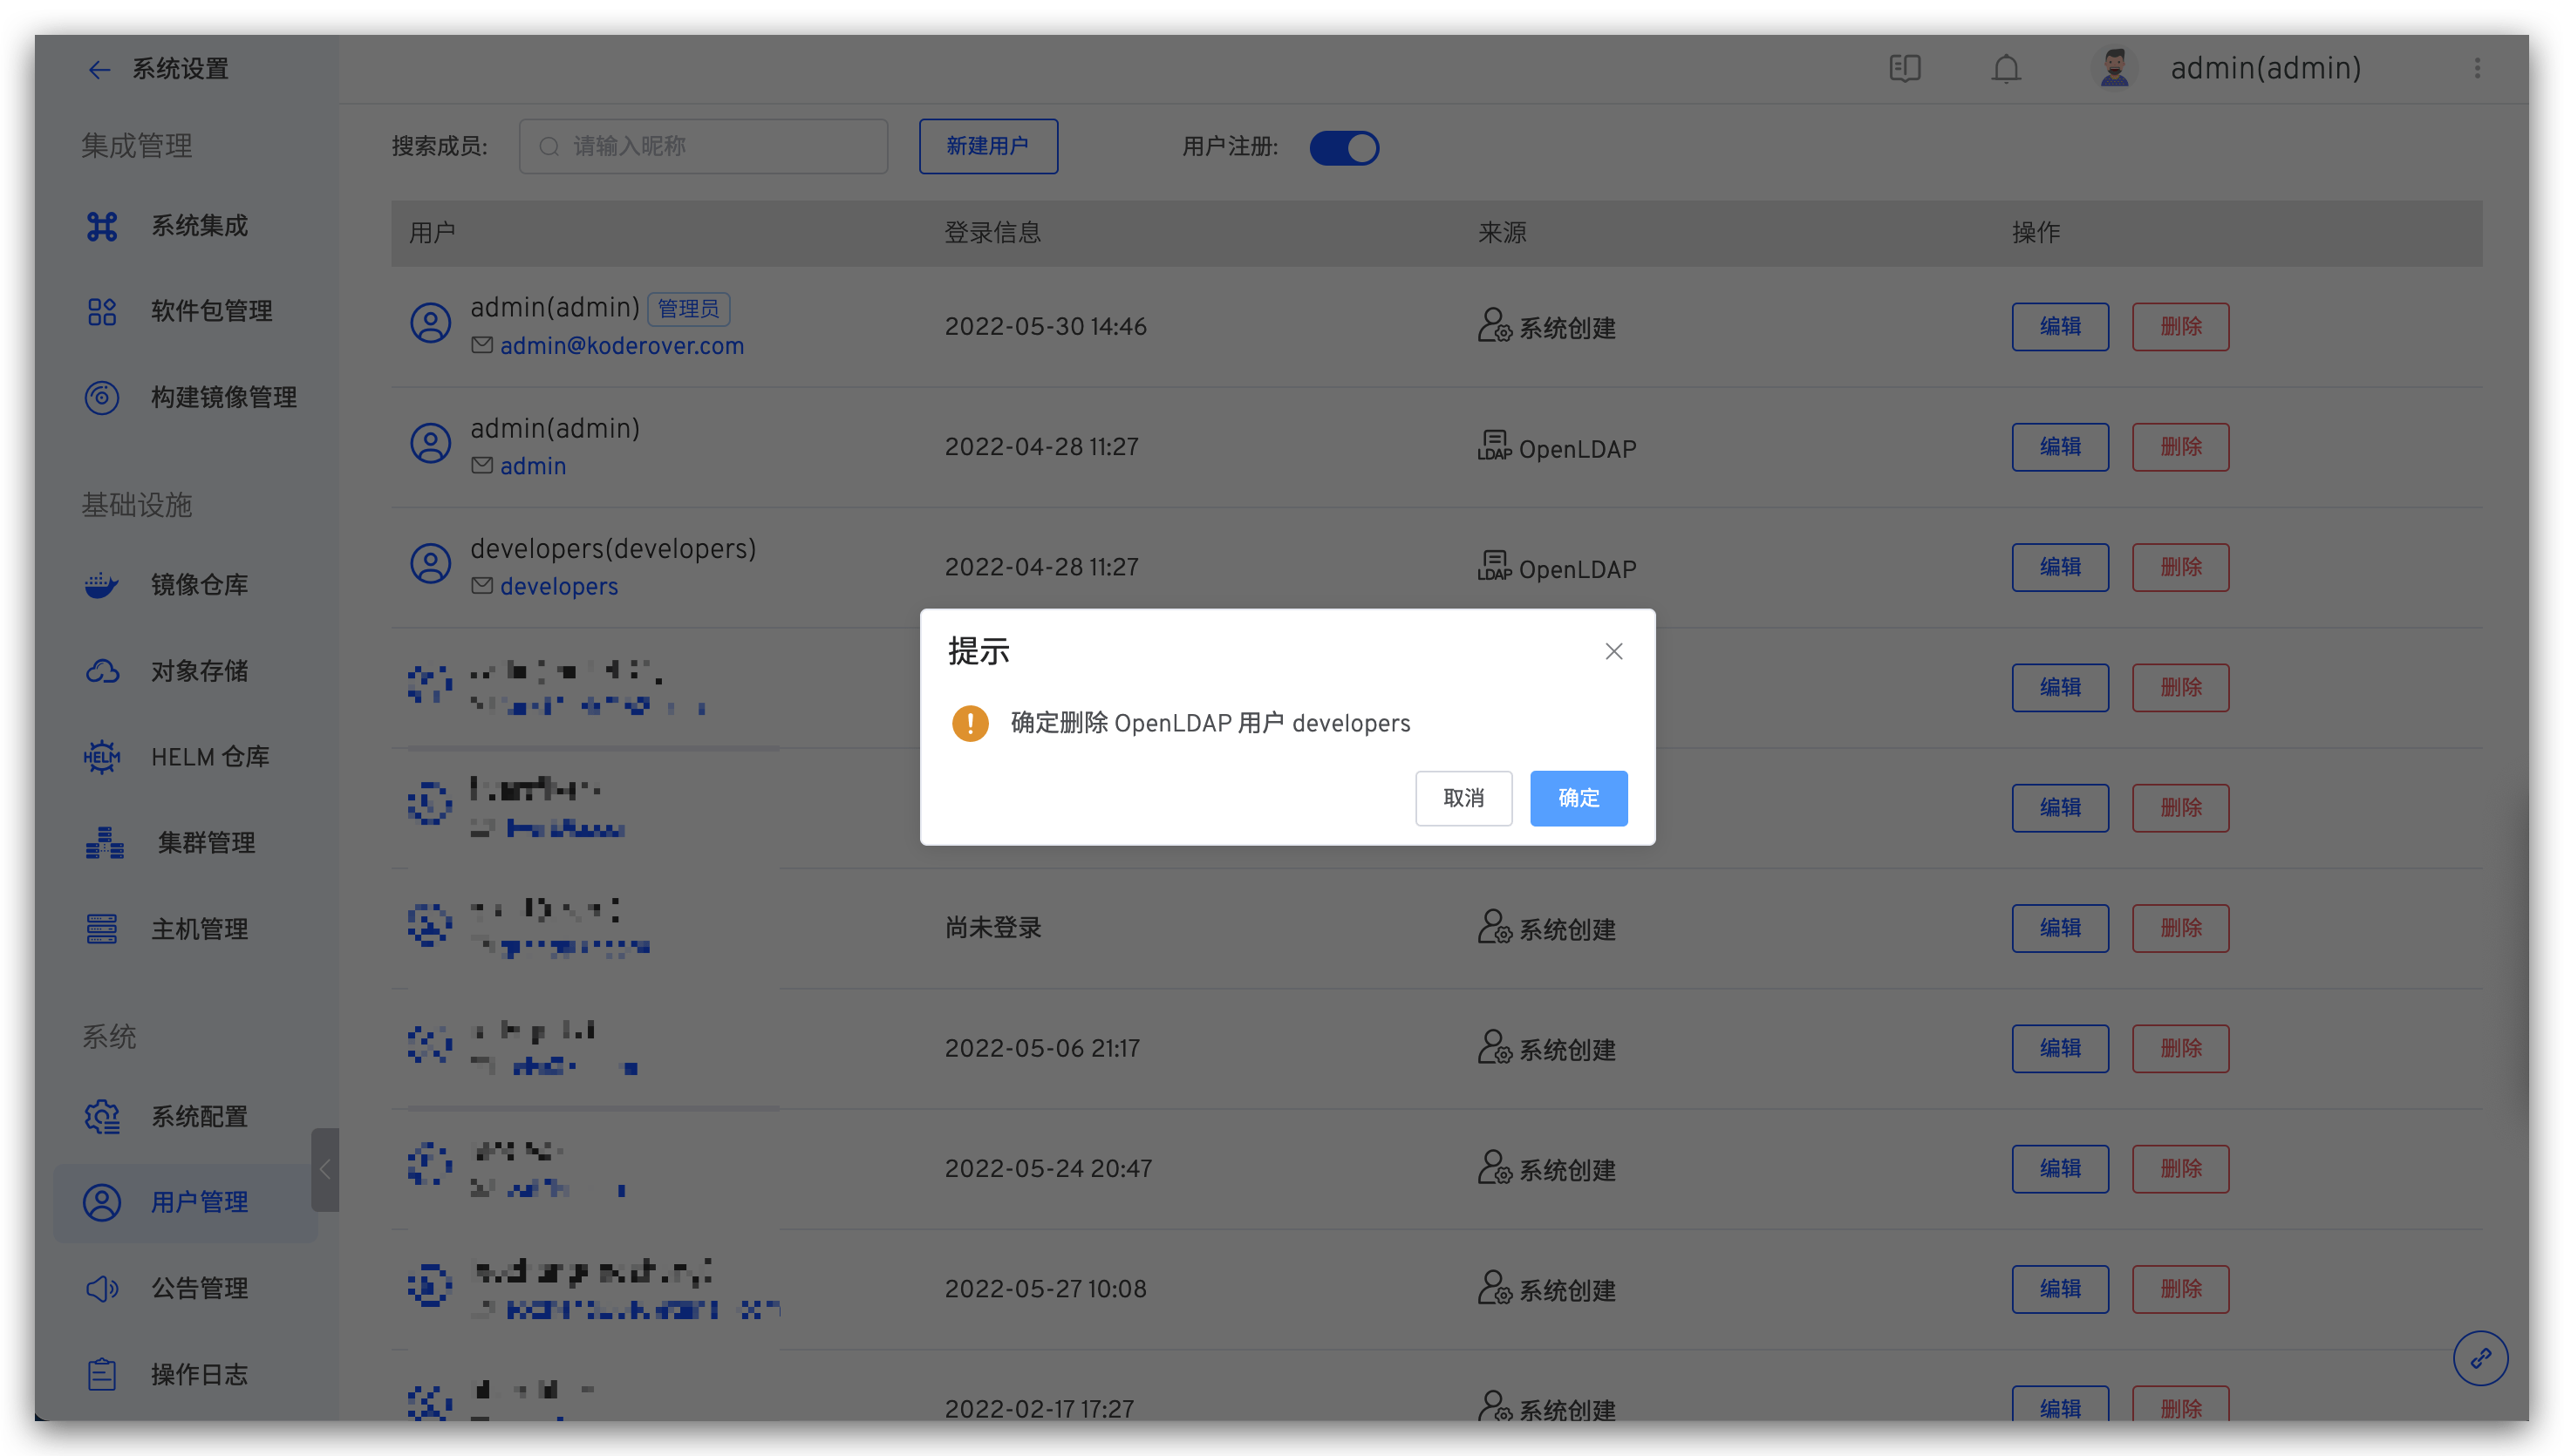 系统设置
admin(admin)
集成管理
系统集成
软件包管理
构建镜像管理
基础设施
镜像仓库
对象存储
HELM
HELM 仓库
集群管理
主机管理
系统
系统配置
用户管理
公告管理
操作日志
搜索成员: 请输入昵称 新建用户 用户注册:
用户 登录信息 来源 操作
admin(admin) 管理员
admin@koderover.com
2022-05-30 14:46 系统创建 编辑 删除
admin(admin)
admin
2022-04-28 11:27 LDAP OpenLDAP 编辑 删除
developers(developers)
developers
2022-04-28 11:27 LDAP OpenLDAP 编辑 删除
编辑 删除
编辑 删除
尚未登录 系统创建 编辑 删除
2022-05-06 21:17 系统创建 编辑 删除
2022-05-24 20:47 系统创建 编辑 删除
2022-05-27 10:08 系统创建 编辑 删除
2022-02-17 17:27 系统创建 编辑 删除
提示
确定删除 OpenLDAP 用户 developers
取消 确定